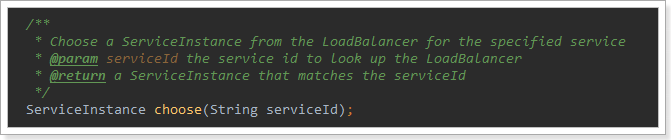 /**
* Choose a ServiceInstance from the LoadBalancer for the specified service
* @param serviceId the service id to look up the LoadBalancer
* @return a ServiceInstance that matches the serviceId
*/
ServiceInstance choose(String serviceId);